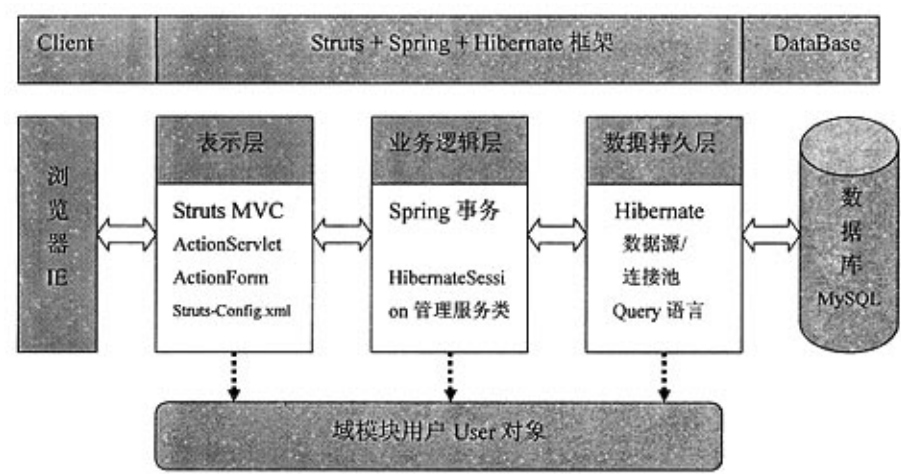 Client
Struts + Spring + Hibernate 框架
DataBase
浏
览
器
IE
表示层
Struts MVC
ActionServlet
ActionForm
Struts-Config.xml
业务逻辑层
Spring 事务
HibernateSessi
on 管理服务类
数据持久层
Hibernate
数据源/
连接池
Query 语言
数
据
库
MySQL
域模块用户 User 对象